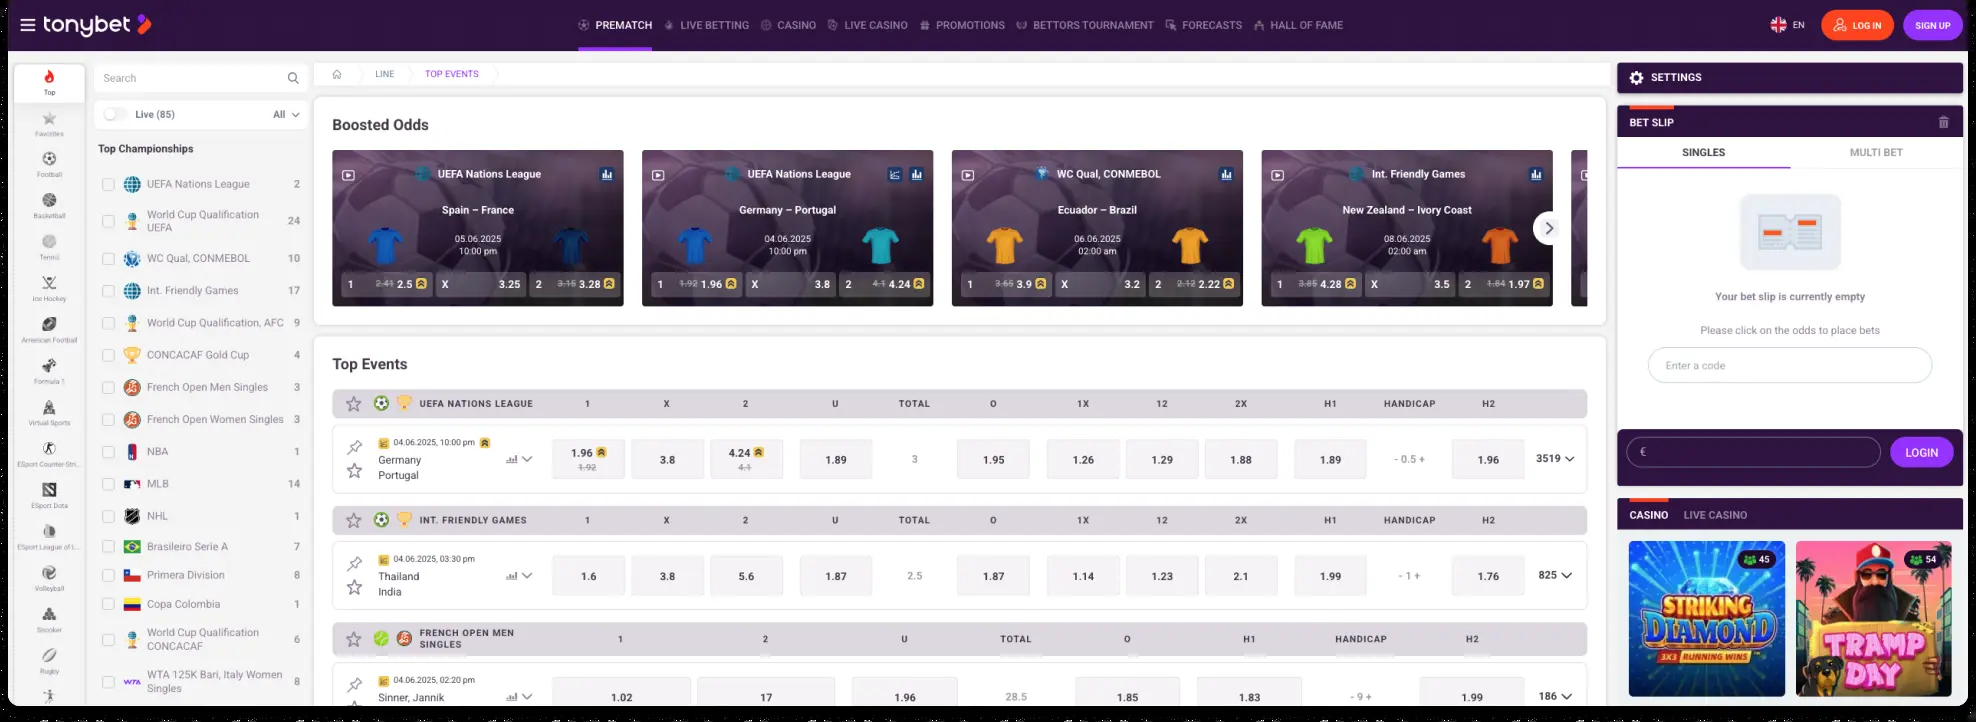 tonybet
PREMATCH LIVE BETTING CASINO LIVE CASINO PROMOTIONS BETTORS TOURNAMENT FORECASTS HALL OF FAME
EN LOG IN SIGN UP
Top
Favorites
Football
Basketball
Tennis
Ice Hockey
American Football
Formula 1
Virtual Sports
ESport Counter-Stri...
ESport Dota
ESport League of L...
Volleyball
Snooker
Rugby
Search
Live (85) All
Top Championships
UEFA Nations League 2
World Cup Qualification
UEFA 24
WC Qual, CONMEBOL 10
Int. Friendly Games 17
World Cup Qualification, AFC 9
CONCACAF Gold Cup 4
French Open Men Singles 3
French Open Women Singles 3
NBA 1
MLB 14
NHL 1
Brasileiro Serie A 7
Primera Division 8
Copa Colombia 1
World Cup Qualification
CONCACAF 6
WTA WTA 125K Bari, Italy Women
Singles 8
LINE TOP EVENTS
Boosted Odds
UEFA Nations League
Spain – France
05.06.2025
10:00 pm
1 2.41 2.5 X 3.25 2 3.15 3.28
UEFA Nations League
Germany – Portugal
04.06.2025
10:00 pm
1 1.92 1.96 X 3.8 2 4.1 4.24
WC Qual, CONMEBOL
Ecuador – Brazil
06.06.2025
02:00 am
1 3.65 3.9 X 3.2 2 2.12 2.22
Int. Friendly Games
New Zealand – Ivory Coast
08.06.2025
02:00 am
1 3.85 4.28 X 3.5 2 1.84 1.97
Top Events
UEFA NATIONS LEAGUE 1 X 2 U TOTAL O 1X 12 2X H1 HANDICAP H2
04.06.2025, 10:00 pm
Germany
Portugal
1.96 3.8 4.24 1.89 3 1.95 1.26 1.29 1.88 1.89 - 0.5 + 1.96 3519
1.92 4.1
INT. FRIENDLY GAMES 1 X 2 U TOTAL O 1X 12 2X H1 HANDICAP H2
04.06.2025, 03:30 pm
Thailand
India
1.6 3.8 5.6 1.87 2.5 1.87 1.14 1.23 2.1 1.99 - 1 + 1.76 825
FRENCH OPEN MEN
SINGLES 1 2 U TOTAL O H1 HANDICAP H2
04.06.2025, 02:20 pm
Sinner, Jannik
1.02 17 1.96 28.5 1.85 1.83 - 9 + 1.99 186
SETTINGS
BET SLIP
SINGLES MULTI BET
Your bet slip is currently empty
Please click on the odds to place bets
Enter a code
€ LOGIN
CASINO LIVE CASINO
45
STRIKING
DIAMOND
3X3 RUNNING WINS
54
TRAMP
DAY